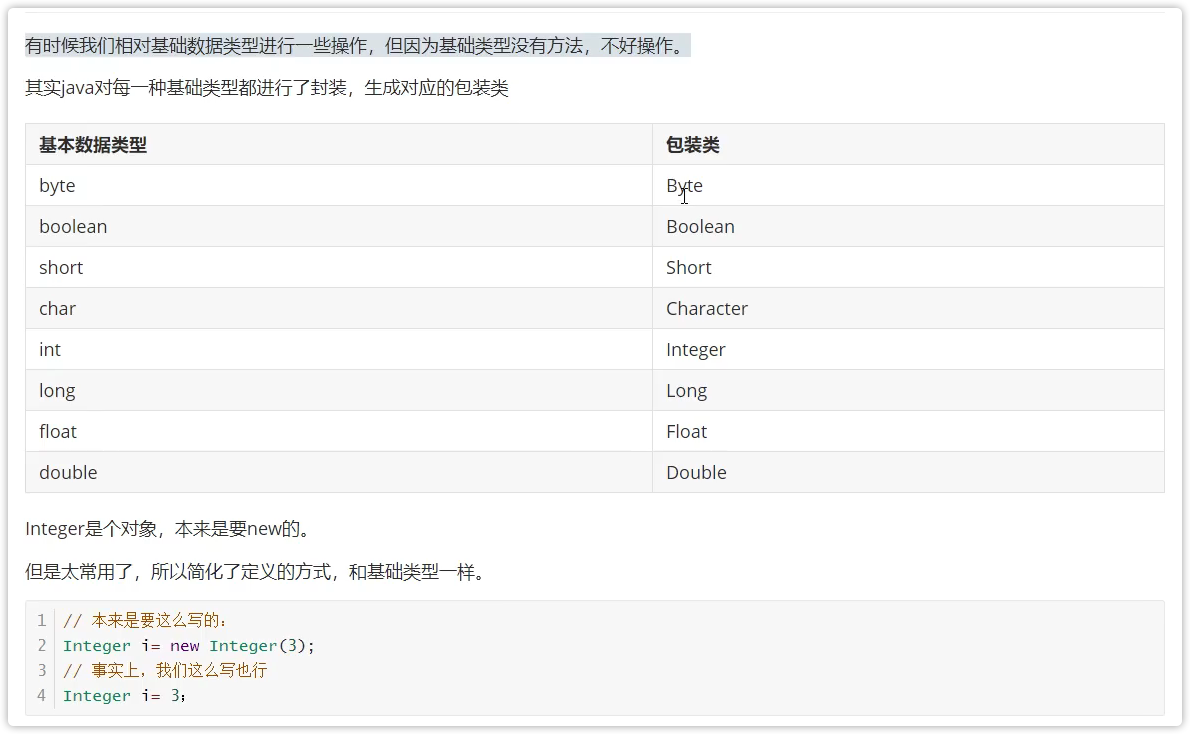 有时候我们相对基础数据类型进行一些操作，但因为基础类型没有方法，不好操作。
其实java对每一种基础类型都进行了封装，生成对应的包装类
基本数据类型 包装类
byte Byte
boolean Boolean
short Short
char Character
int Integer
long Long
float Float
double Double
Integer是个对象，本来是要new的。
但是太常用了，所以简化了定义的方式，和基础类型一样。
1 // 本来是要这么写的：
2 Integer i= new Integer(3);
3 // 事实上，我们这么写也行
4 Integer i= 3；